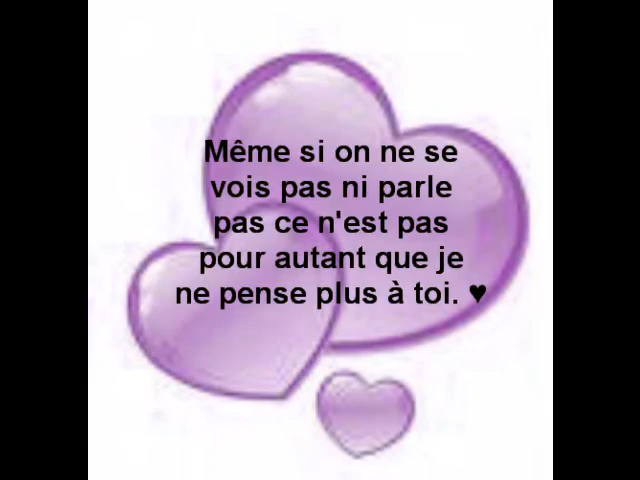 Même si on ne se
vois pas ni parle
pas ce n'est pas
pour autant que je
ne pense plus à toi. ♥